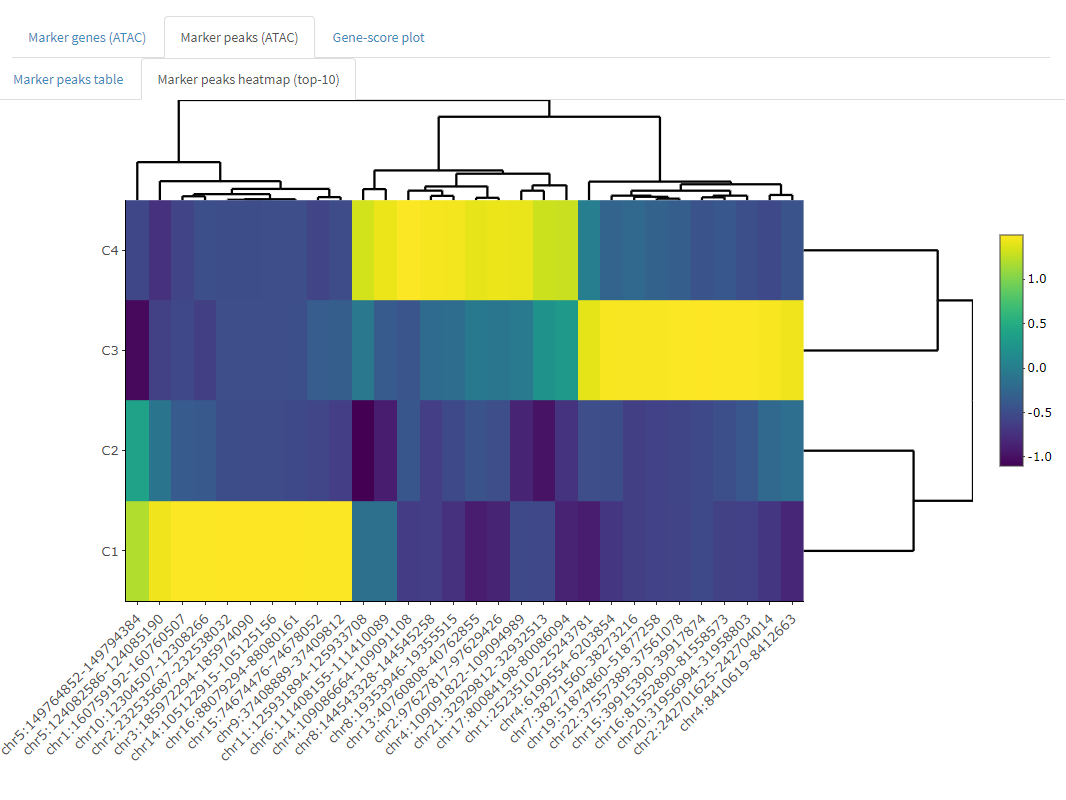 Marker genes (ATAC) Marker peaks (ATAC) Gene-score plot
Marker peaks table Marker peaks heatmap (top-10)
C4
C3
C2
C1
1.0
0.5
0.0
-0.5
-1.0
chr5:149764852-149794384
chr5:124082586-124085190
chr1:160759192-160760507
chr10:12304507-12308266
chr2:232535687-232538032
chr3:185972294-185974090
chr14:105122915-105125156
chr16:88079294-88080161
chr15:74674476-74678052
chr9:37408889-37409812
chr11:125931894-125933708
chr6:111408155-111410089
chr4:109086664-109091108
chr8:144543328-144545258
chr8:19353946-19355515
chr13:40760808-40762855
chr2:97627817-97629426
chr4:109091822-109094989
chr21:32929812-32932513
chr17:80084198-80086094
chr1:25235102-25243781
chr4:6199554-6203854
chr7:38271560-38273216
chr19:51874860-51877258
chr22:37557389-37561078
chr15:39915390-39917874
chr16:81552890-81558573
chr20:31956994-31958803
chr2:242701625-242704014
chr4:8410619-8412663